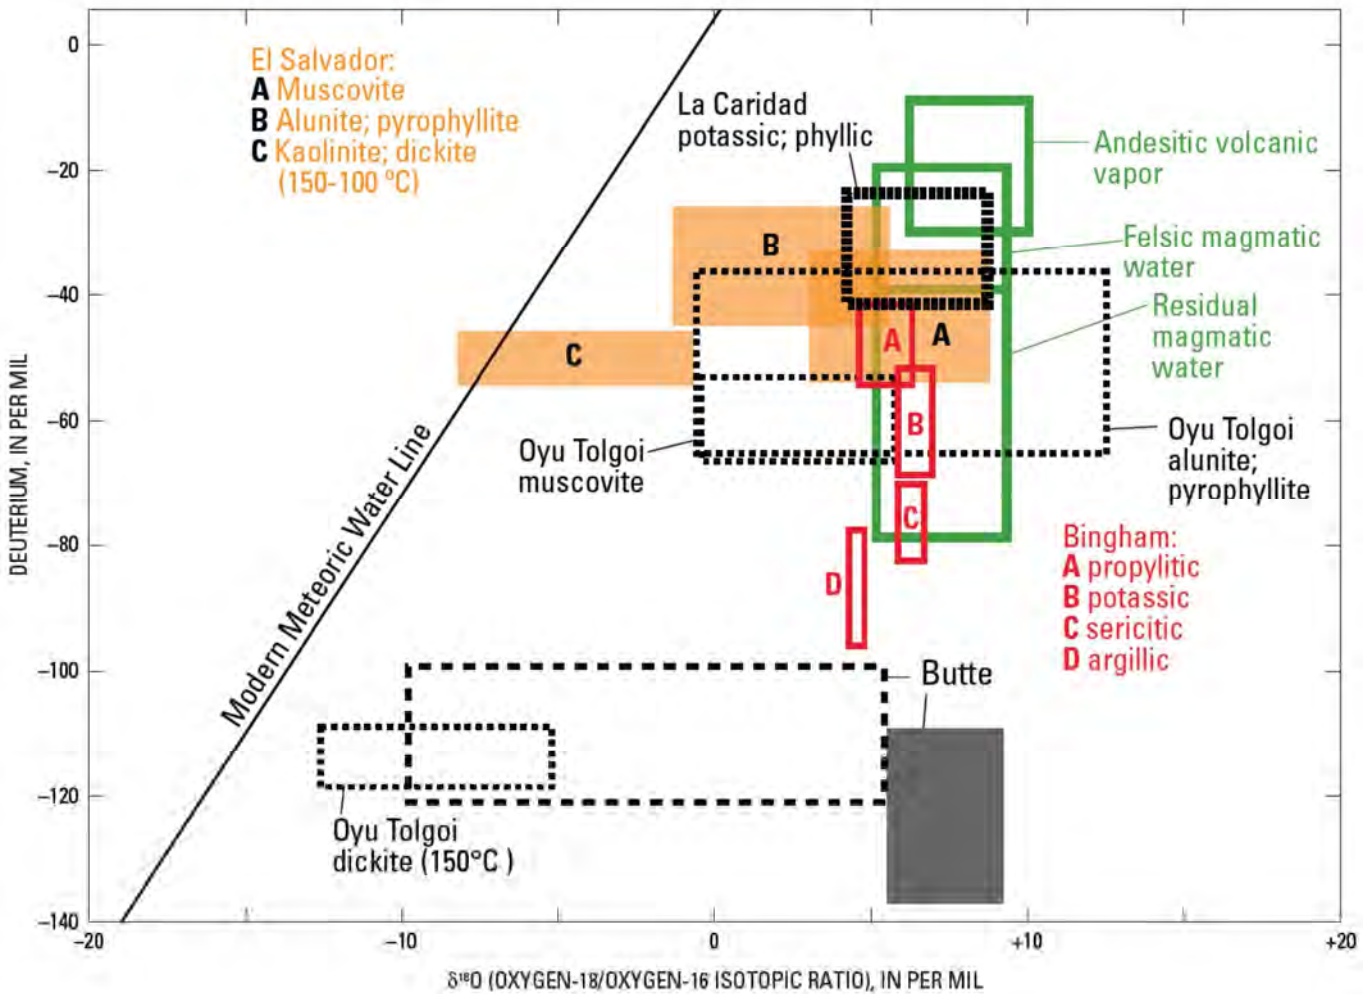 El Salvador:
A Muscovite
B Alunite; pyrophyllite
C Kaolinite; dickite
(150-100 ºC)
La Caridad
potassic; phyllic
Andesitic volcanic
vapor
Felsic magmatic
water
Residual
magmatic
water
B
A
A
C
B
C
D
Oyu Tolgoi
muscovite
Oyu Tolgoi
alunite;
pyrophyllite
Bingham:
A propylitic
B potassic
C sericitic
D argillic
Modern Meteoric Water Line
Butte
Oyu Tolgoi
dickite (150°C )
DEUTERIUM, IN PER MIL
0
–20
–40
–60
–80
–100
–120
–140
–20
–10
0
+10
+20
δ¹⁸O (OXYGEN-18/OXYGEN-16 ISOTOPIC RATIO), IN PER MIL